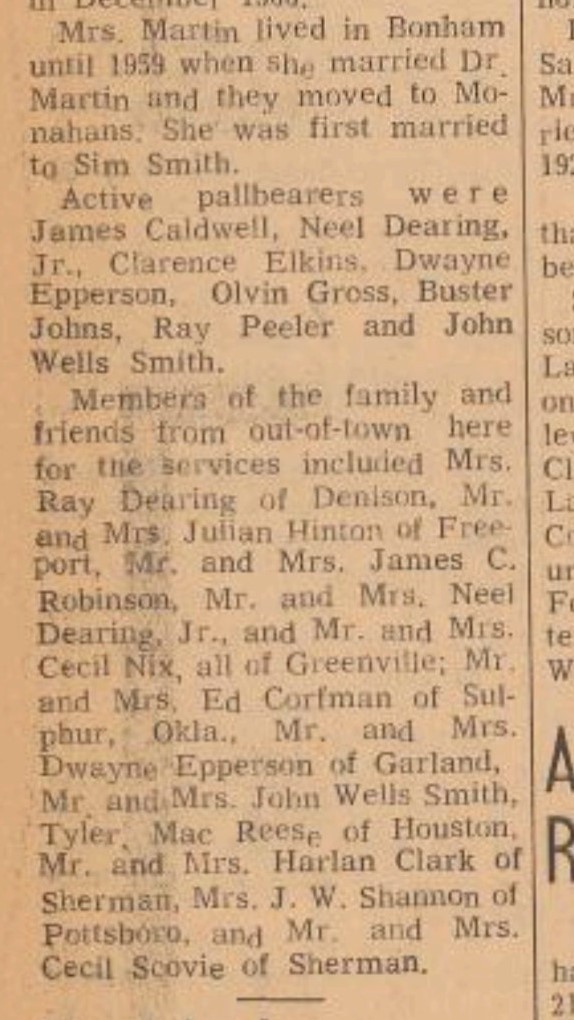 in December
Mrs. Martin lived in Bonham
until 1959 when she married Dr.
Martin and they moved to Mo-
nahans. She was first married
to Sim Smith.
Active pallbearers were
James Caldwell, Neel Dearing,
Jr., Clarence Elkins, Dwayne
Epperson, Olvin Gross, Buster
Johns, Ray Peeler and John
Wells Smith.
Members of the family and
friends from out-of-town here
for the services included Mrs.
Ray Dearing of Denison, Mr.
and Mrs. Julian Hinton of Free-
port, Mr. and Mrs. James C.
Robinson, Mr. and Mrs. Neel
Dearing, Jr., and Mr. and Mrs.
Cecil Nix, all of Greenville; Mr.
and Mrs. Ed Corfman of Sul-
phur, Okla., Mr. and Mrs.
Dwayne Epperson of Garland,
Mr. and Mrs. John Wells Smith,
Tyler, Mac Reese of Houston,
Mr. and Mrs. Harlan Clark of
Sherman, Mrs. J. W. Shannon of
Pottsboro, and Mr. and Mrs.
Cecil Scovie of Sherman.